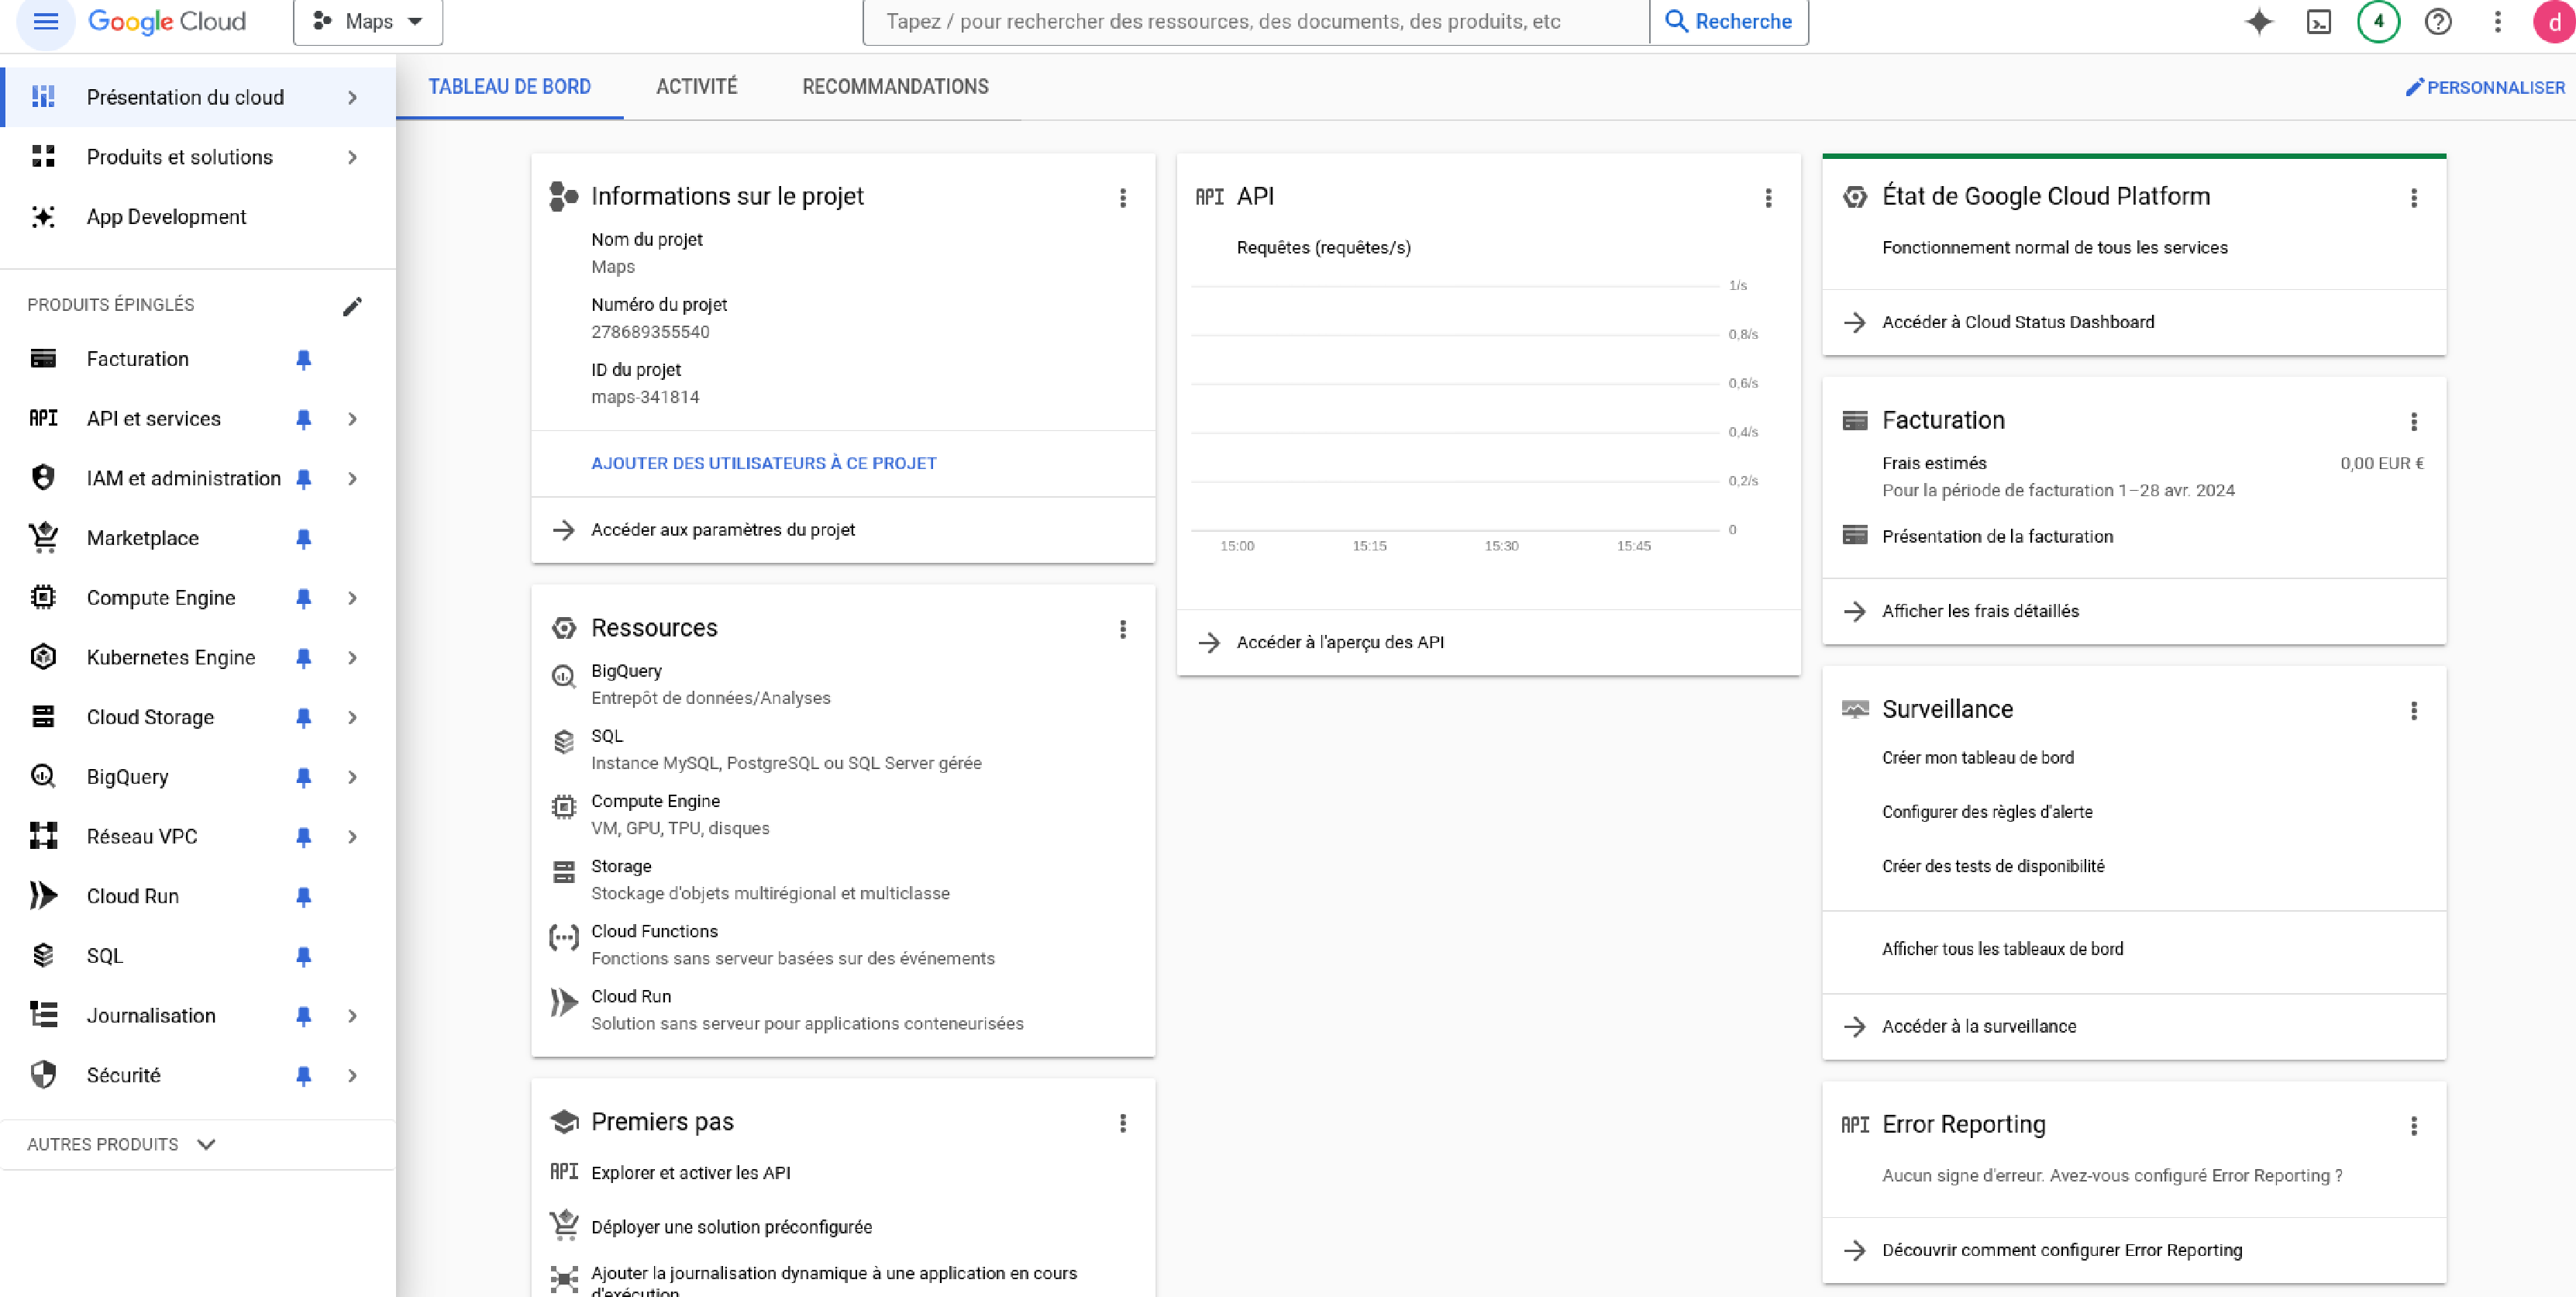 Google Cloud
Maps
Tapez / pour rechercher des ressources, des documents, des produits, etc
Recherche
4
d
Présentation du cloud
Produits et solutions
App Development
PRODUITS ÉPINGLÉS
Facturation
API API et services
IAM et administration
Marketplace
Compute Engine
Kubernetes Engine
Cloud Storage
BigQuery
Réseau VPC
Cloud Run
SQL
Journalisation
Sécurité
AUTRES PRODUITS
TABLEAU DE BORD
ACTIVITÉ
RECOMMANDATIONS
PERSONNALISER
Informations sur le projet
Nom du projet
Maps
Numéro du projet
278689355540
ID du projet
maps-341814
AJOUTER DES UTILISATEURS À CE PROJET
Accéder aux paramètres du projet
Ressources
BigQuery
Entrepôt de données/Analyses
SQL
Instance MySQL, PostgreSQL ou SQL Server gérée
Compute Engine
VM, GPU, TPU, disques
Storage
Stockage d'objets multirégional et multiclasse
Cloud Functions
Fonctions sans serveur basées sur des événements
Cloud Run
Solution sans serveur pour applications conteneurisées
Premiers pas
API Explorer et activer les API
Déployer une solution préconfigurée
Ajouter la journalisation dynamique à une application en cours
d'exécution
API API
Requêtes (requêtes/s)
1/s
0,8/s
0,6/s
0,4/s
0,2/s
0
15:00 15:15 15:30 15:45
Accéder à l'aperçu des API
État de Google Cloud Platform
Fonctionnement normal de tous les services
Accéder à Cloud Status Dashboard
Facturation
Frais estimés 0,00 EUR €
Pour la période de facturation 1–28 avr. 2024
Présentation de la facturation
Afficher les frais détaillés
Surveillance
Créer mon tableau de bord
Configurer des règles d'alerte
Créer des tests de disponibilité
Afficher tous les tableaux de bord
Accéder à la surveillance
API Error Reporting
Aucun signe d'erreur. Avez-vous configuré Error Reporting ?
Découvrir comment configurer Error Reporting